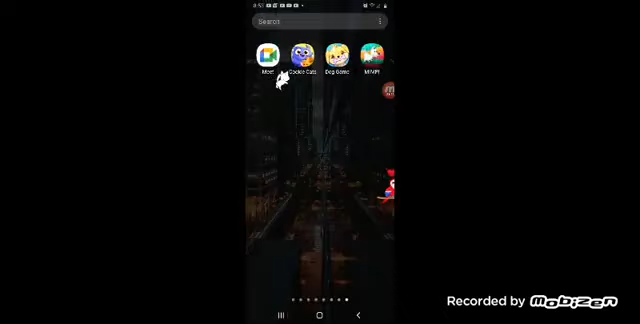 Search
Meet
Cookie Cats
Dog Game
Recorded by Mobizen